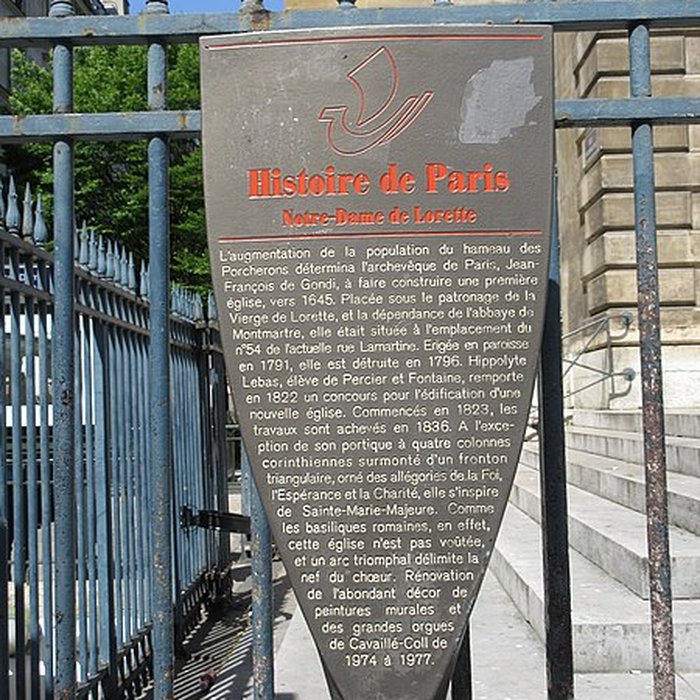 Histoire de Paris
Notre-Dame de Lorette
L'augmentation de la population du hameau des
Porcherons détermina l'archevêque de Paris, Jean-
François de Gondi, à faire construire une première
église, vers 1645. Placée sous le patronage de la
Vierge de Lorette, et la dépendance de l'abbaye de
Montmartre, elle était située à l'emplacement du
n°54 de l'actuelle rue Lamartine. Erigée en paroisse
en 1791, elle est détruite en 1796. Hippolyte
Lebas, élève de Percier et Fontaine, remporte
en 1822 un concours pour l'édification d'une
nouvelle église. Commencés en 1823, les
travaux sont achevés en 1836. A l'exce-
ption de son portique à quatre colonnes
corinthiennes surmonté d'un fronton
triangulaire, orné des allégories de la Foi,
l'Espérance et la Charité, elle s'inspire
de Sainte-Marie-Majeure. Comme
les basiliques romaines, en effet,
cette église n'est pas voûtée,
et un arc triomphal délimite la
nef du chœur. Rénovation
de l'abondant décor de
peintures murales et
des grandes orgues
de Cavaillé-Coll de
1974 à 1977.